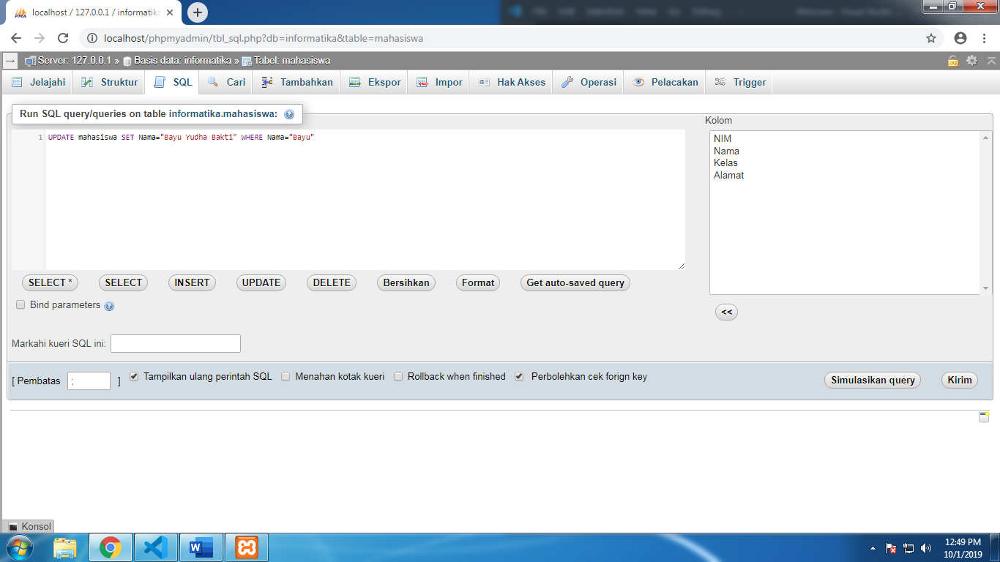 localhost / 127.0.0.1 / informatika
localhost/phpmyadmin/tbl_sql.php?db=informatika&table=mahasiswa
Server: 127.0.0.1 » Basis data: informatika » Tabel: mahasiswa
Jelajahi Struktur SQL Cari Tambahkan Ekspor Impor Hak Akses Operasi Pelacakan Trigger
Run SQL query/queries on table informatika.mahasiswa:
Kolom
1 UPDATE mahasiswa SET Nama="Bayu Yudha Bakti" WHERE Nama="Bayu"
NIM
Nama
Kelas
Alamat
SELECT * SELECT INSERT UPDATE DELETE Bersihkan Format Get auto-saved query
Bind parameters
<<
Markahi kueri SQL ini:
[ Pembatas ; ] Tampilkan ulang perintah SQL Menahan kotak kueri Rollback when finished Perbolehkan cek forign key
Simulasikan query Kirim
Konsol
12:49 PM
10/1/2019